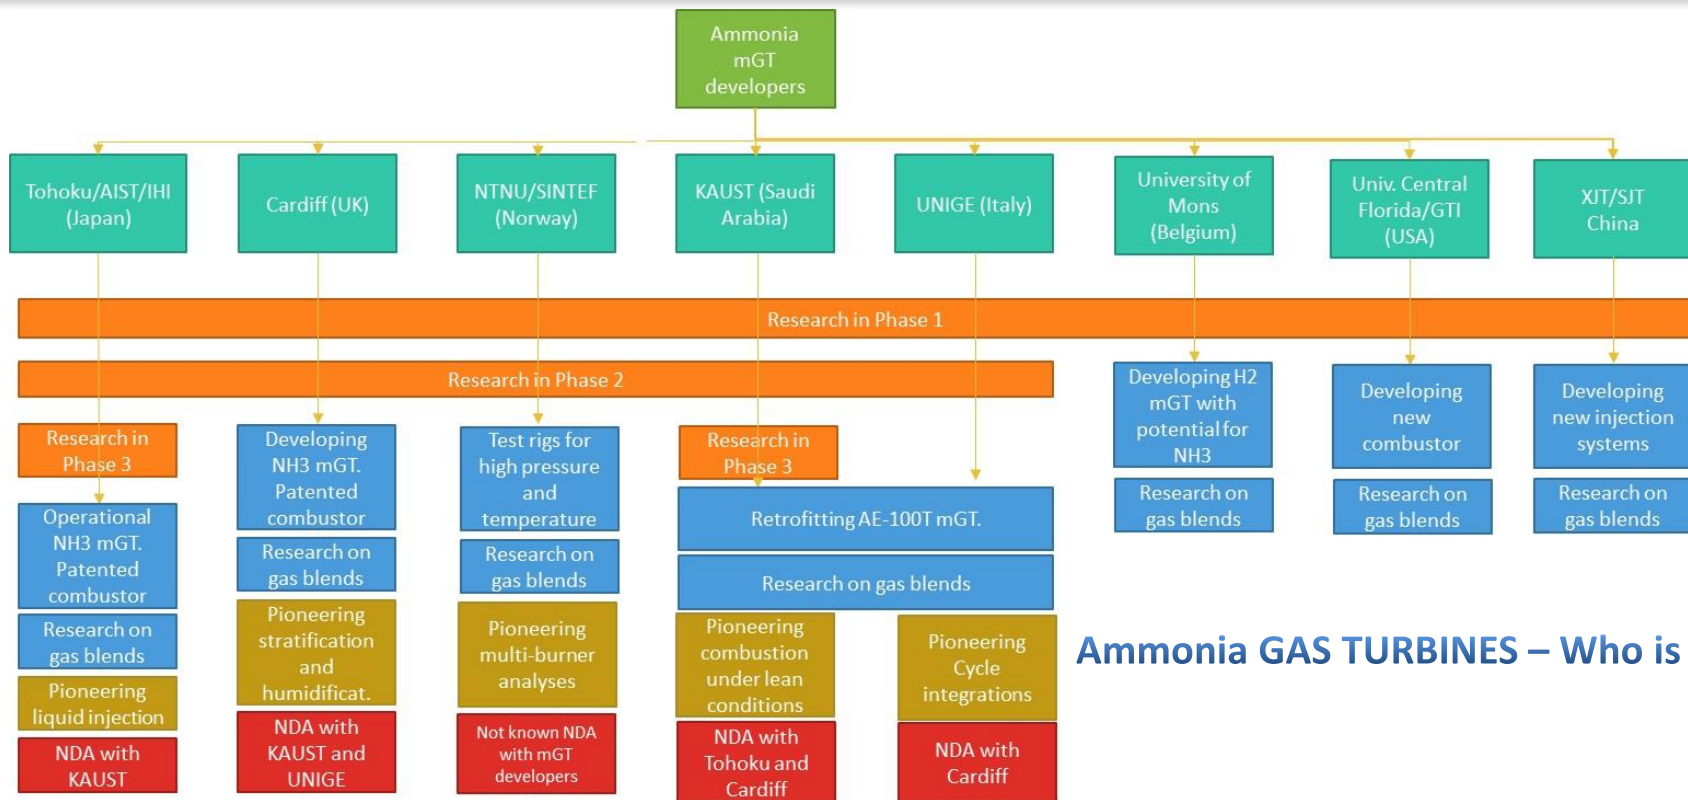 Ammonia
mGT
developers
Tohoku/AIST/IHI
(Japan)
Cardiff (UK)
NTNU/SINTEF
(Norway)
KAUST (Saudi
Arabia)
UNIGE (Italy)
University of
Mons
(Belgium)
Univ. Central
Florida/GTI
(USA)
XJT/SJT
China
Research in Phase 1
Research in Phase 2
Research in
Phase 3
Operational
NH3 mGT.
Patented
combustor
Research on
gas blends
Pioneering
liquid injection
NDA with
KAUST
Developing
NH3 mGT.
Patented
combustor
Research on
gas blends
Pioneering
stratification
and
humidificat.
NDA with
KAUST and
UNIGE
Test rigs for
high pressure
and
temperature
Research on
gas blends
Pioneering
multi-burner
analyses
Not known NDA
with mGT
developers
Research in
Phase 3
Retrofitting AE-100T mGT.
Research on gas blends
Pioneering
combustion
under lean
conditions
NDA with
Tohoku and
Cardiff
Pioneering
Cycle
integrations
NDA with
Cardiff
Developing H2
mGT with
potential for
NH3
Research on
gas blends
Developing
new
combustor
Research on
gas blends
Developing
new injection
systems
Research on
gas blends
Ammonia GAS TURBINES – Who is